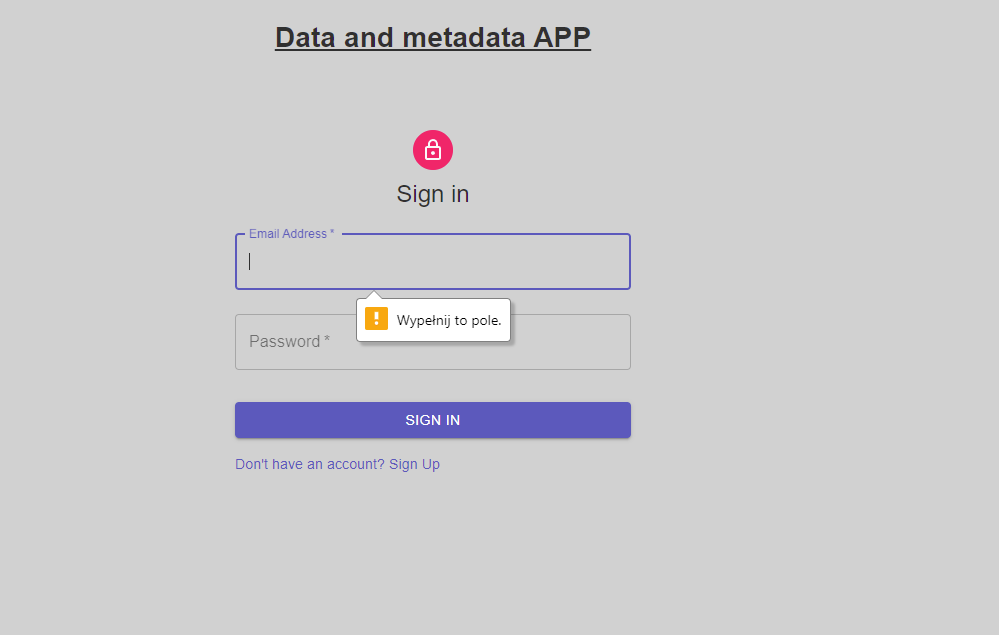 Data and metadata APP
Sign in
Email Address *
Wypełnij to pole.
Password *
SIGN IN
Don't have an account? Sign Up